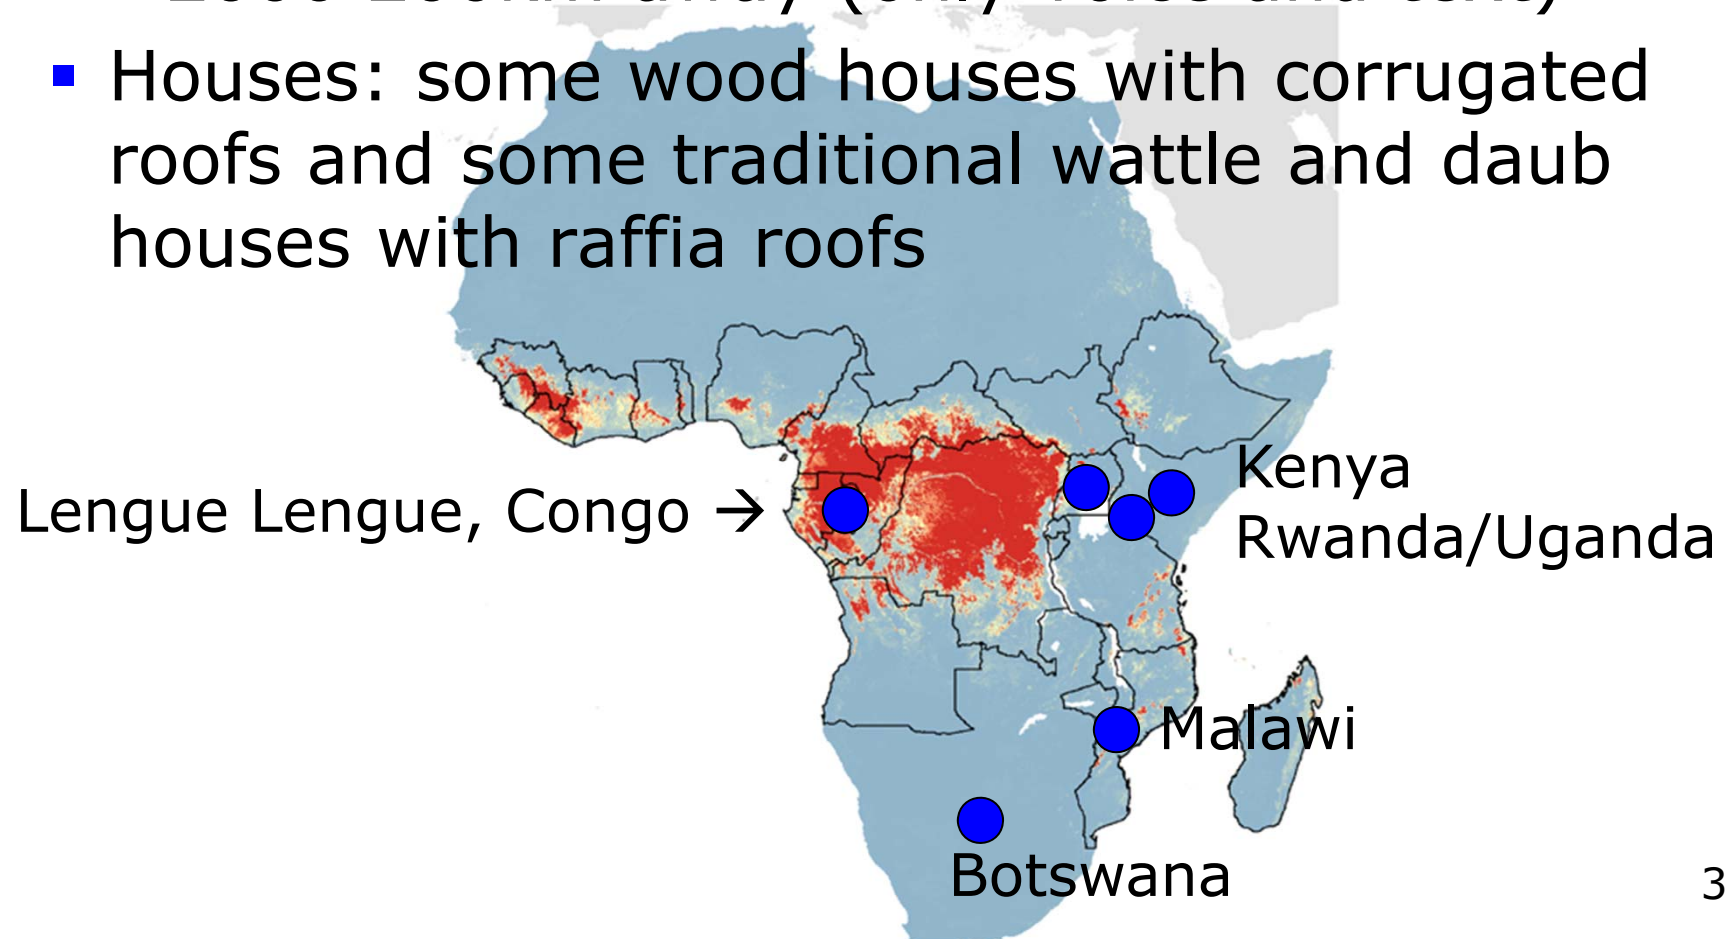 ▪ Houses: some wood houses with corrugated
roofs and some traditional wattle and daub
houses with raffia roofs
Kenya
Lengue Lengue, Congo →
Rwanda/Uganda
Malawi
Botswana
3